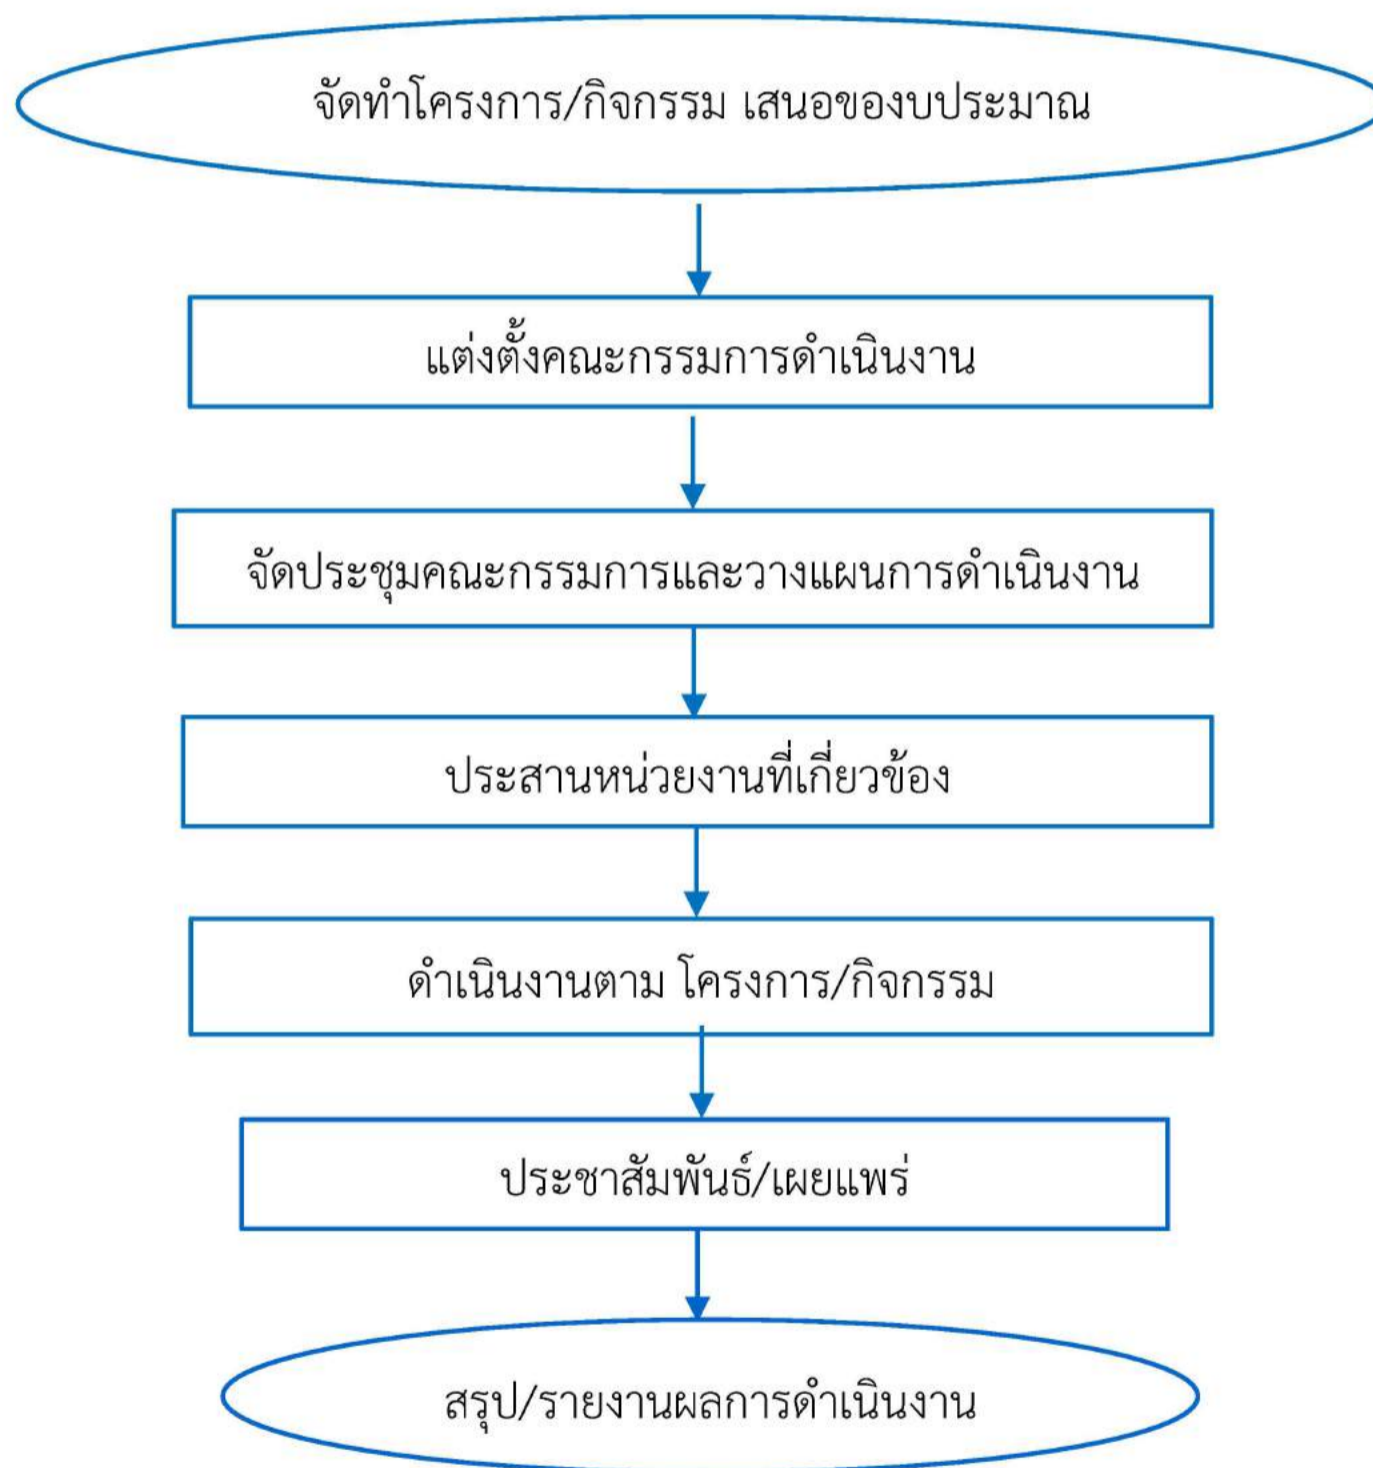 จัดทำโครงการ/กิจกรรม เสนอของบประมาณ
แต่งตั้งคณะกรรมการดำเนินงาน
จัดประชุมคณะกรรมการและวางแผนการดำเนินงาน
ประสานหน่วยงานที่เกี่ยวข้อง
ดำเนินงานตาม โครงการ/กิจกรรม
ประชาสัมพันธ์/เผยแพร่
สรุป/รายงานผลการดำเนินงาน